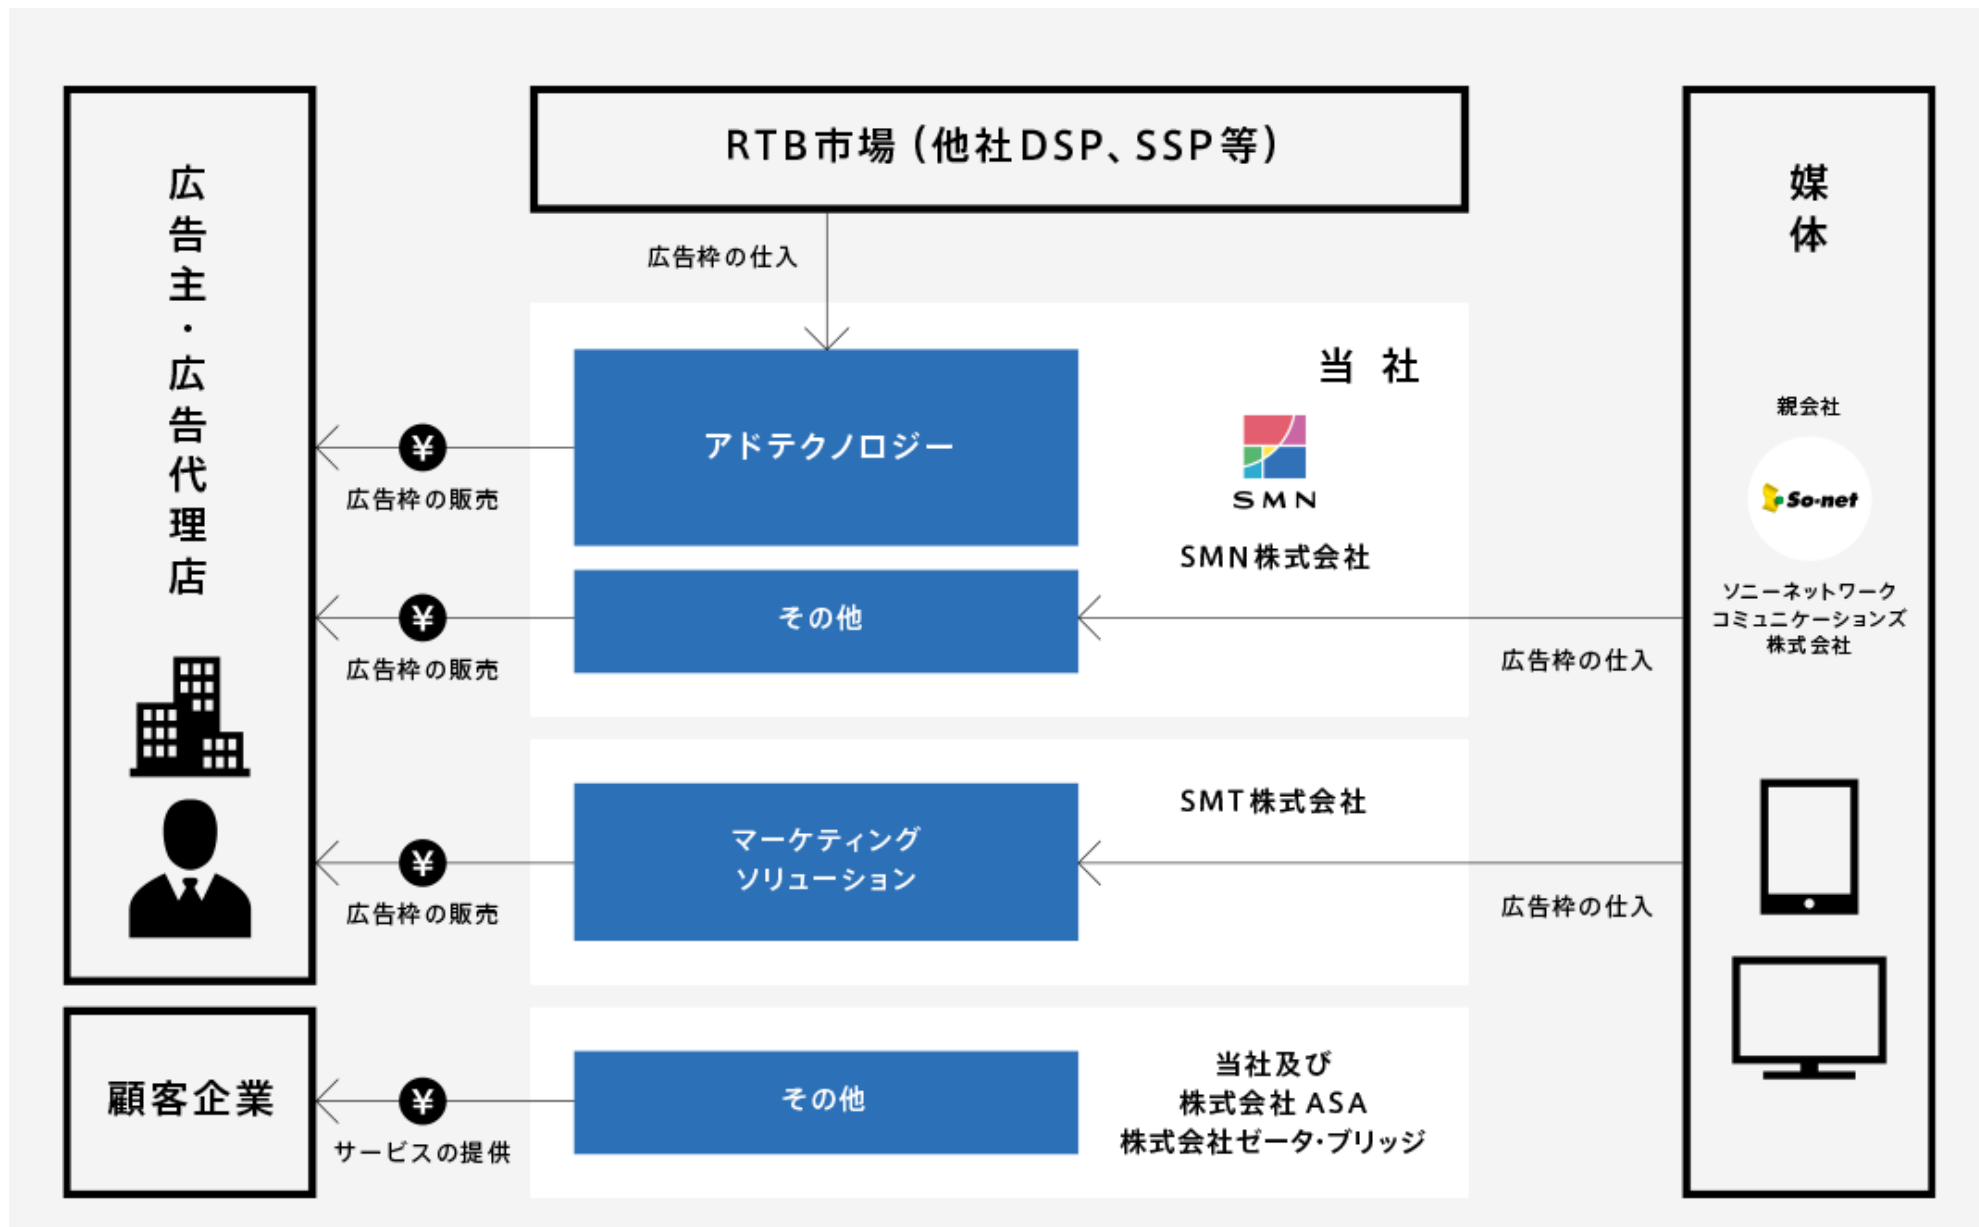 広告主・広告代理店
RTB市場（他社DSP、SSP等）
広告枠の仕入
当社
アドテクノロジー
¥
広告枠の販売
SMN
SMN株式会社
その他
¥
広告枠の販売
広告枠の仕入
媒体
親会社
So-net
ソニーネットワーク
コミュニケーションズ
株式会社
SMT株式会社
マーケティング
ソリューション
¥
広告枠の販売
広告枠の仕入
顧客企業
¥
サービスの提供
その他
当社及び
株式会社 ASA
株式会社ゼータ・ブリッジ